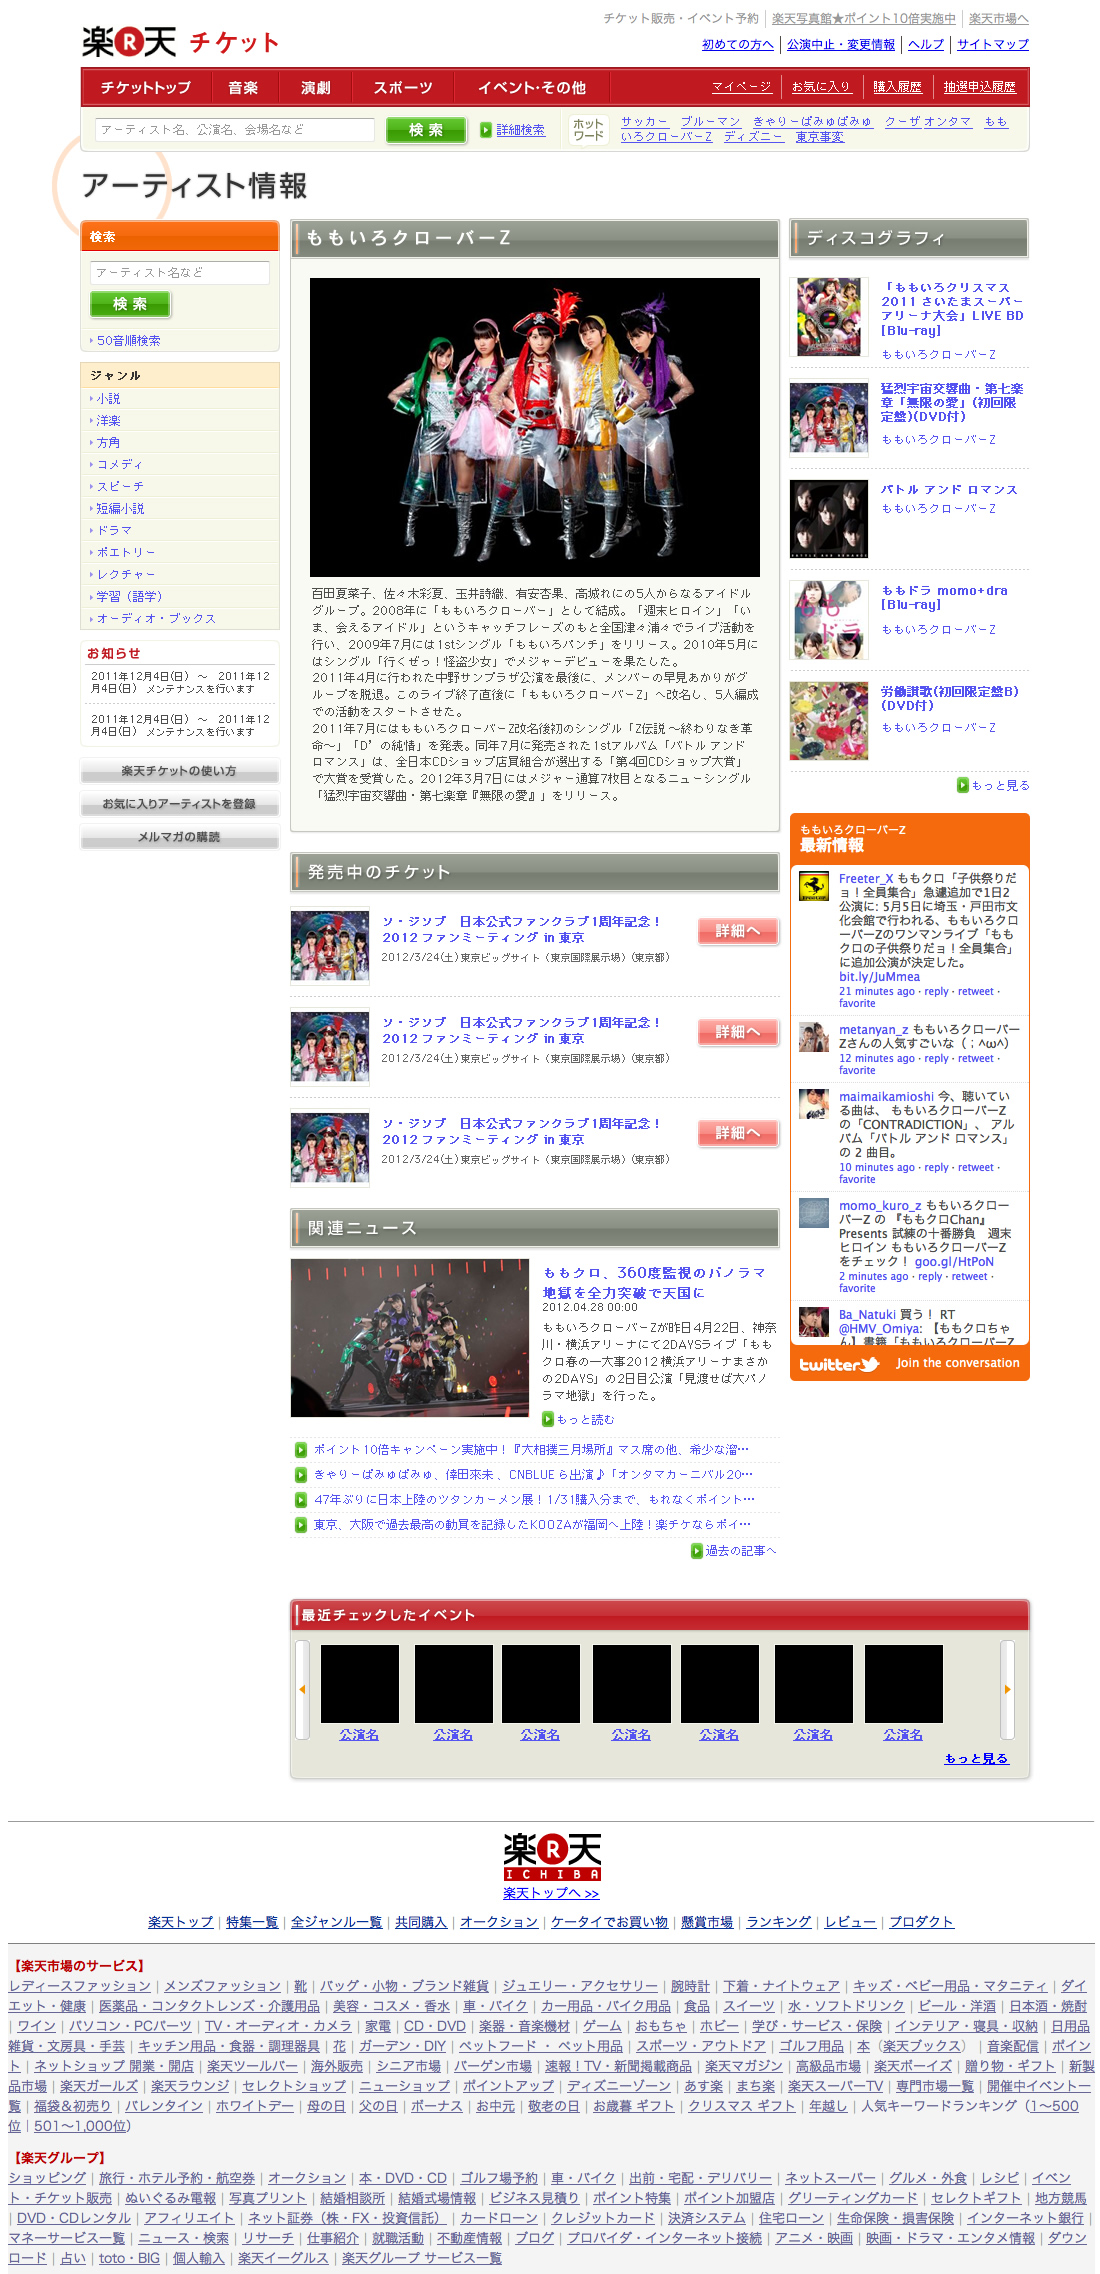 チケット販売・イベント予約 楽天写真館★ポイント10倍実施中 楽天市場へ
楽天 チケット
初めての方へ 公演中止・変更情報 ヘルプ サイトマップ
チケットトップ 音楽 演劇 スポーツ イベント・その他 マイページ お気に入り 購入履歴 抽選申込履歴
アーティスト名、公演名、会場名など 検索 詳細検索 ホットワード サッカー ブルーマン きゃりーぱみゅぱみゅ クーザ オンタマ もも
いろクローバーZ ディズニー 東京事変
アーティスト情報
検索
アーティスト名など
検索
50音順検索
ジャンル
小説
洋楽
方角
コメディ
スピーチ
短編小説
ドラマ
ポエトリー
レクチャー
学習（語学）
オーディオ・ブックス
お知らせ
2011年12月4日(日) ～ 2011年12
月4日(日) メンテナンスを行います
2011年12月4日(日) ～ 2011年12
月4日(日) メンテナンスを行います
楽天チケットの使い方
お気に入りアーティストを登録
メルマガの購読
ももいろクローバーZ
百田夏菜子、佐々木彩夏、玉井詩織、有安杏果、高城れにの5人からなるアイドル
グループ。2008年に「ももいろクローバー」として結成。「週末ヒロイン」「い
ま、会えるアイドル」というキャッチフレーズのもと全国津々浦々でライブ活動を
行い、2009年7月には1stシングル「ももいろパンチ」をリリース。2010年5月に
はシングル「行くぜっ！怪盗少女」でメジャーデビューを果たした。
2011年4月に行われた中野サンプラザ公演を最後に、メンバーの早見あかりがグ
ループを脱退。このライブ終了直後に「ももいろクローバーZ」へ改名し、5人編成
での活動をスタートさせた。
2011年7月にはももいろクローバーZ改名後初のシングル「Z伝説 ～終わりなき革
命～」「D’の純情」を発表。同年7月に発売された1stアルバム「バトル アンド
ロマンス」は、全日本CDショップ店員組合が選出する「第4回CDショップ大賞」
で大賞を受賞した。2012年3月7日にはメジャー通算7枚目となるニューシングル
「猛烈宇宙交響曲・第七楽章『無限の愛』」をリリース。
発売中のチケット
ソ・ジソブ 日本公式ファンクラブ1周年記念！
2012 ファンミーティング in 東京
2012/3/24(土)東京ビッグサイト（東京国際展示場）(東京都)
詳細へ
ソ・ジソブ 日本公式ファンクラブ1周年記念！
2012 ファンミーティング in 東京
2012/3/24(土)東京ビッグサイト（東京国際展示場）(東京都)
詳細へ
ソ・ジソブ 日本公式ファンクラブ1周年記念！
2012 ファンミーティング in 東京
2012/3/24(土)東京ビッグサイト（東京国際展示場）(東京都)
詳細へ
関連ニュース
ももクロ、360度監視のパノラマ
地獄を全力突破で天国に
2012.04.28 00:00
ももいろクローバーZが昨日4月22日、神奈
川・横浜アリーナにて2DAYSライブ「もも
クロ春の一大事2012 横浜アリーナまさか
の2DAYS」の2日目公演「見渡せば大パノ
ラマ地獄」を行った。
もっと読む
ポイント10倍キャンペーン実施中！『大相撲三月場所』マス席の他、希少な溜…
きゃりーぱみゅぱみゅ、倖田來未 、CNBLUE ら出演♪「オンタマカーニバル20…
47年ぶりに日本上陸のツタンカーメン展！1/31購入分まで、もれなくポイント…
東京、大阪で過去最高の動員を記録したKOOZAが福岡へ上陸！楽チケならポイ…
過去の記事へ
ディスコグラフィ
「ももいろクリスマス
2011 さいたまスーパー
アリーナ大会」LIVE BD
[Blu-ray]
ももいろクローバーZ
猛烈宇宙交響曲・第七楽
章「無限の愛」(初回限
定盤)(DVD付)
ももいろクローバーZ
バトル アンド ロマンス
ももいろクローバーZ
ももドラ momo+dra
[Blu-ray]
ももいろクローバーZ
労働讃歌(初回限定盤B)
(DVD付)
ももいろクローバーZ
もっと見る
ももいろクローバーZ
最新情報
Freeter_X ももクロ「子供祭りだ
ョ！全員集合」急遽追加で1日2
公演に: 5月5日に埼玉・戸田市文
化会館で行われる、ももいろクロ
ーバーZのワンマンライブ「もも
クロの子供祭りだョ！全員集合」
に追加公演が決定した。
bit.ly/JuMmea
21 minutes ago · reply · retweet ·
favorite
metanyan_z ももいろクローバー
Zさんの人気すごいな（；^ω^）
12 minutes ago · reply · retweet ·
favorite
maimaikamioshi 今、聴いてい
る曲は、 ももいろクローバーZ
の「CONTRADICTION」、アル
バム「バトル アンド ロマンス」
の 2 曲目。
10 minutes ago · reply · retweet ·
favorite
momo_kuro_z ももいろクロー
バーZ の 『ももクロChan』
Presents 試練の十番勝負 週末
ヒロイン ももいろクローバーZ
をチェック！ goo.gl/HtPoN
2 minutes ago · reply · retweet ·
favorite
Ba_Natuki 買う！ RT
@HMV_Omiya: 【ももクロちゃ
ん】書籍「ももいろクローバーZ
twitter Join the conversation
最近チェックしたイベント
公演名 公演名 公演名 公演名 公演名 公演名 公演名
もっと見る
楽天
ICHIBA
楽天トップへ >>
楽天トップ | 特集一覧 | 全ジャンル一覧 | 共同購入 | オークション | ケータイでお買い物 | 懸賞市場 | ランキング | レビュー | プロダクト
【楽天市場のサービス】
レディースファッション | メンズファッション | 靴 | バッグ・小物・ブランド雑貨 | ジュエリー・アクセサリー | 腕時計 | 下着・ナイトウェア | キッズ・ベビー用品・マタニティ | ダイ
エット・健康 | 医薬品・コンタクトレンズ・介護用品 | 美容・コスメ・香水 | 車・バイク | カー用品・バイク用品 | 食品 | スイーツ | 水・ソフトドリンク | ビール・洋酒 | 日本酒・焼酎
| ワイン | パソコン・PCパーツ | TV・オーディオ・カメラ | 家電 | CD・DVD | 楽器・音楽機材 | ゲーム | おもちゃ | ホビー | 学び・サービス・保険 | インテリア・寝具・収納 | 日用品
雑貨・文房具・手芸 | キッチン用品・食器・調理器具 | 花 | ガーデン・DIY | ペットフード ・ ペット用品 | スポーツ・アウトドア | ゴルフ用品 | 本（楽天ブックス） | 音楽配信 | ポイン
ト | ネットショップ 開業・開店 | 楽天ツールバー | 海外販売 | シニア市場 | バーゲン市場 | 速報！TV・新聞掲載商品 | 楽天マガジン | 高級品市場 | 楽天ボーイズ | 贈り物・ギフト | 新製
品市場 | 楽天ガールズ | 楽天ラウンジ | セレクトショップ | ニューショップ | ポイントアップ | ディズニーゾーン | あす楽 | まち楽 | 楽天スーパーTV | 専門市場一覧 | 開催中イベント一
覧 | 福袋＆初売り | バレンタイン | ホワイトデー | 母の日 | 父の日 | ボーナス | お中元 | 敬老の日 | お歳暮 ギフト | クリスマス ギフト | 年越し | 人気キーワードランキング（1〜500
位 | 501〜1,000位）
【楽天グループ】
ショッピング | 旅行・ホテル予約・航空券 | オークション | 本・DVD・CD | ゴルフ場予約 | 車・バイク | 出前・宅配・デリバリー | ネットスーパー | グルメ・外食 | レシピ | イベン
ト・チケット販売 | ぬいぐるみ電報 | 写真プリント | 結婚相談所 | 結婚式場情報 | ビジネス見積り | ポイント特集 | ポイント加盟店 | グリーティングカード | セレクトギフト | 地方競馬
| DVD・CDレンタル | アフィリエイト | ネット証券（株・FX・投資信託） | カードローン | クレジットカード | 決済システム | 住宅ローン | 生命保険・損害保険 | インターネット銀行 |
マネーサービス一覧 | ニュース・検索 | リサーチ | 仕事紹介 | 就職活動 | 不動産情報 | ブログ | プロバイダ・インターネット接続 | アニメ・映画 | 映画・ドラマ・エンタメ情報 | ダウン
ロード | 占い | toto・BIG | 個人輸入 | 楽天イーグルス | 楽天グループ サービス一覧